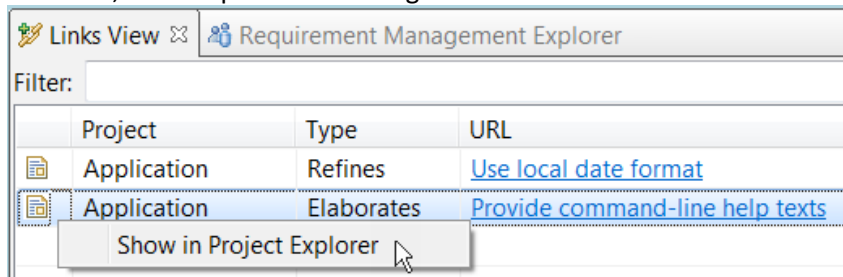 Links View Requirement Management Explorer
Filter:
Project Type URL
Application Refines Use local date format
Application Elaborates Provide command-line help texts
Show in Project Explorer